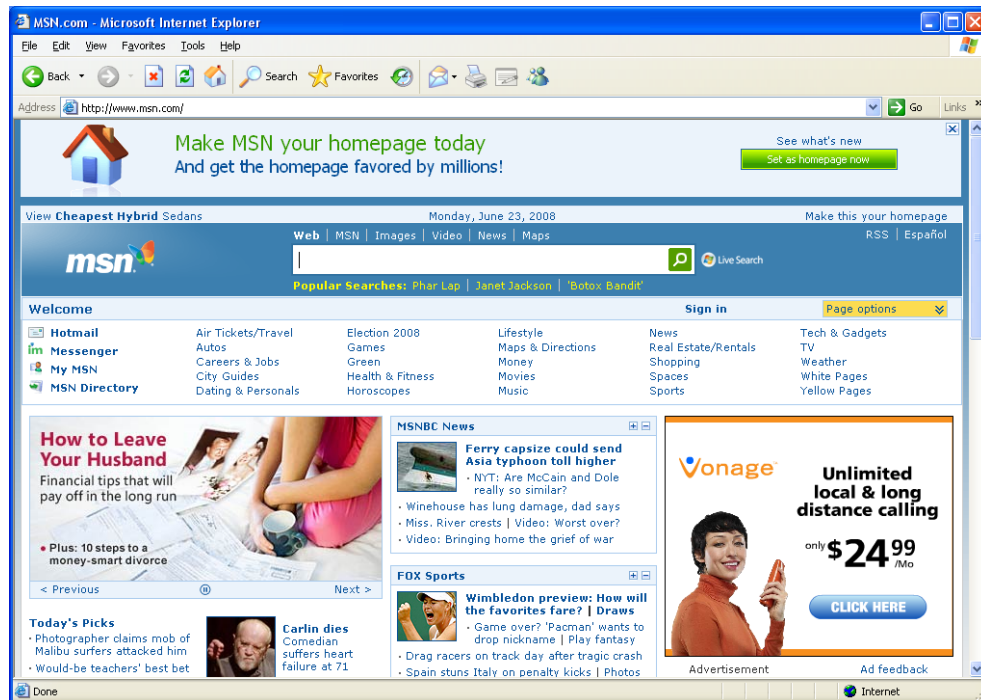 MSN.com - Microsoft Internet Explorer
File Edit View Favorites Tools Help
Back Search Favorites
Address http://www.msn.com/ Go Links »
Make MSN your homepage today
And get the homepage favored by millions!
See what's new
Set as homepage now
View Cheapest Hybrid Sedans Monday, June 23, 2008 Make this your homepage
Web | MSN | Images | Video | News | Maps RSS | Español
msn
Live Search
Popular Searches: Phar Lap | Janet Jackson | 'Botox Bandit'
Welcome Sign in Page options
Hotmail
Messenger
My MSN
MSN Directory
Air Tickets/Travel
Autos
Careers & Jobs
City Guides
Dating & Personals
Election 2008
Games
Green
Health & Fitness
Horoscopes
Lifestyle
Maps & Directions
Money
Movies
Music
News
Real Estate/Rentals
Shopping
Spaces
Sports
Tech & Gadgets
TV
Weather
White Pages
Yellow Pages
How to Leave
Your Husband
Financial tips that will
pay off in the long run
• Plus: 10 steps to a
money-smart divorce
< Previous Next >
Today's Picks
· Photographer claims mob of
Malibu surfers attacked him
· Would-be teachers' best bet
Carlin dies
Comedian
suffers heart
failure at 71
MSNBC News
Ferry capsize could send
Asia typhoon toll higher
· NYT: Are McCain and Dole
really so similar?
· Winehouse has lung damage, dad says
· Miss. River crests | Video: Worst over?
· Video: Bringing home the grief of war
FOX Sports
Wimbledon preview: How will
the favorites fare? | Draws
· Game over? 'Pacman' wants to
drop nickname | Play fantasy
· Drag racers on track day after tragic crash
· Spain stuns Italy on penalty kicks | Photos
Vonage
Unlimited
local & long
distance calling
only $24 99 /Mo
CLICK HERE
Advertisement Ad feedback
Done Internet